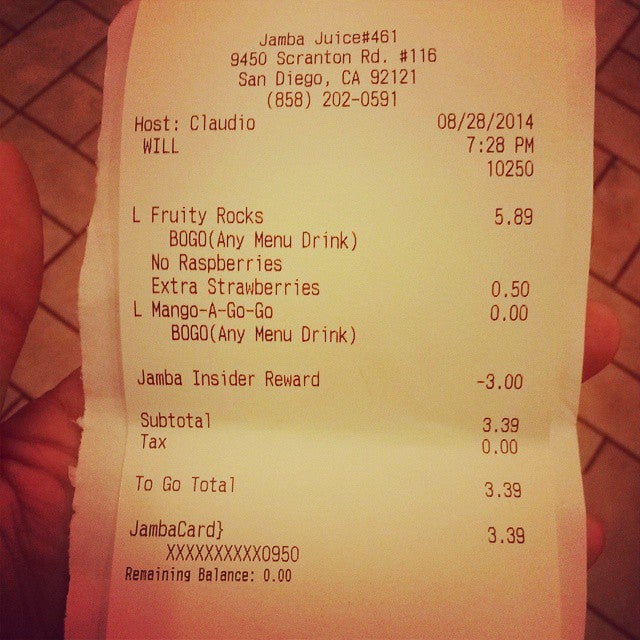 Jamba Juice#461
9450 Scranton Rd. #116
San Diego, CA 92121
(858) 202-0591
Host: Claudio 08/28/2014
WILL 7:28 PM
10250
L Fruity Rocks 5.89
BOGO(Any Menu Drink)
No Raspberries
Extra Strawberries 0.50
L Mango-A-Go-Go 0.00
BOGO(Any Menu Drink)
Jamba Insider Reward -3.00
Subtotal 3.39
Tax 0.00
To Go Total 3.39
JambaCard} 3.39
XXXXXXXXXX0950
Remaining Balance: 0.00